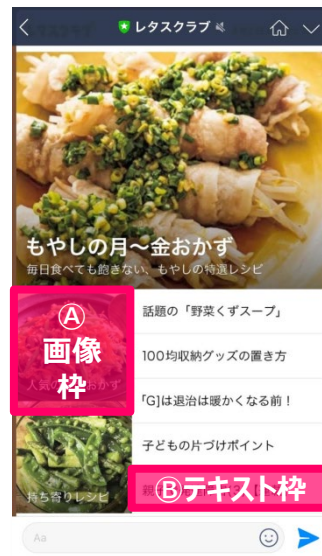 レタスクラブ
もやしの月〜金おかず
毎日食べても飽きない、もやしの特選レシピ
Ⓐ
画像
枠
人気の
おかず
話題の「野菜くずスープ」
100均収納グッズの置き方
「G」は退治は暖かくなる前！
子どもの片づけポイント
持ち寄りレシピ
Ⓑテキスト枠
Aa